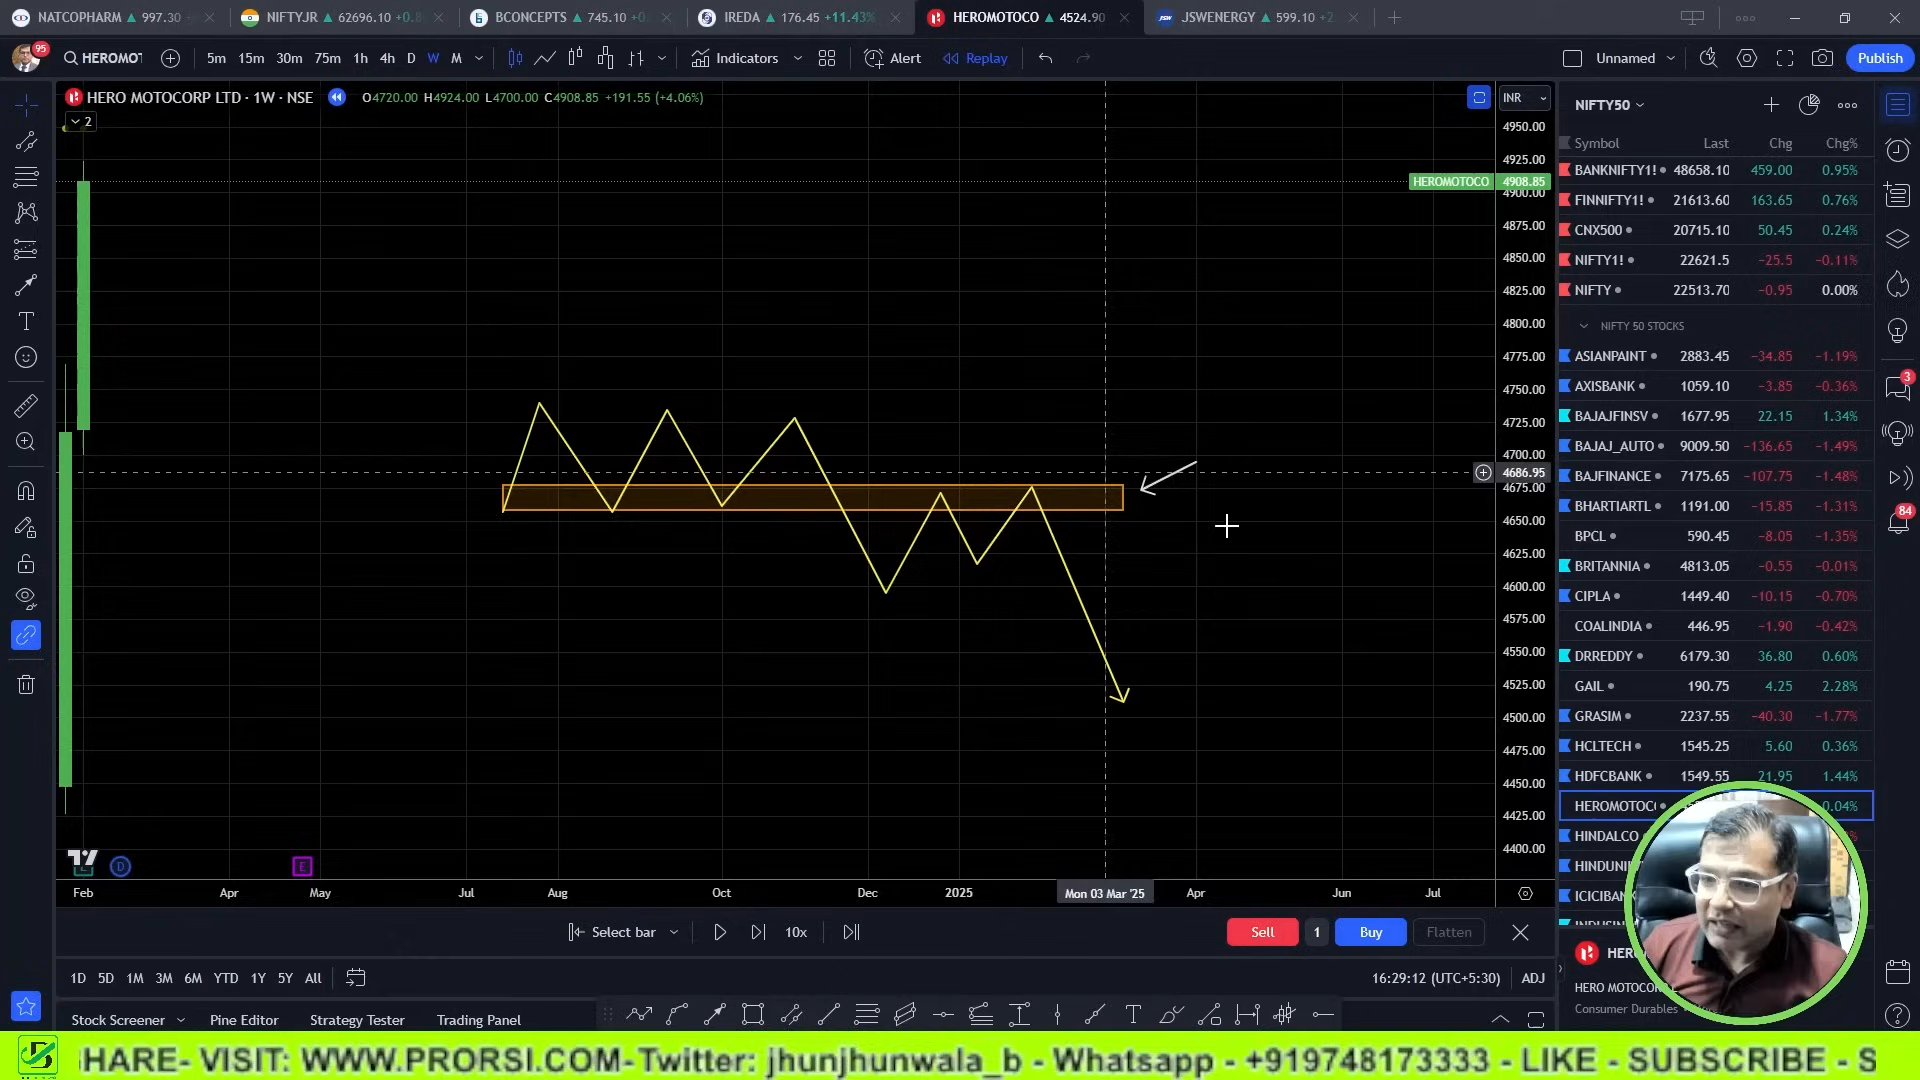 NATCOPHARM ▲ 997.30
NIFTYJR ▲ 62696.10
BCONCEPTS ▲ 745.10
IREDA ▲ 176.45 +11.43%
HEROMOTOCO ▲ 4524.90
JSWENERGY ▲ 599.10 +2
95
HEROMOT
5m 15m 30m 75m 1h 4h D W M
Indicators
Alert
Replay
Unnamed
Publish
HERO MOTOCORP LTD · 1W · NSE
O4720.00 H4924.00 L4700.00 C4908.85 +191.55 (+4.06%)
2
INR
4950.00
4925.00
HEROMOTOCO 4908.85
4900.00
4875.00
4850.00
4825.00
4800.00
4775.00
4750.00
4725.00
4700.00
4686.95
4675.00
4650.00
4625.00
4600.00
4575.00
4550.00
4525.00
4500.00
4475.00
4450.00
4425.00
4400.00
D
E
Feb Apr May Jul Aug Oct Dec 2025 Mon 03 Mar '25 Apr Jun Jul
Select bar
10x
Sell 1 Buy Flatten
1D 5D 1M 3M 6M YTD 1Y 5Y All
16:29:12 (UTC+5:30) ADJ
Stock Screener Pine Editor Strategy Tester Trading Panel
NIFTY50
Symbol Last Chg Chg%
BANKNIFTY1! 48658.10 459.00 0.95%
FINNIFTY1! 21613.60 163.65 0.76%
CNX500 20715.10 50.45 0.24%
NIFTY1! 22621.5 −25.5 −0.11%
NIFTY 22513.70 −0.95 0.00%
NIFTY 50 STOCKS
ASIANPAINT 2883.45 −34.85 −1.19%
AXISBANK 1059.10 −3.85 −0.36%
BAJAJFINSV 1677.95 22.15 1.34%
BAJAJ_AUTO 9009.50 −136.65 −1.49%
BAJFINANCE 7175.65 −107.75 −1.48%
BHARTIARTL 1191.00 −15.85 −1.31%
BPCL 590.45 −8.05 −1.35%
BRITANNIA 4813.05 −0.55 −0.01%
CIPLA 1449.40 −10.15 −0.70%
COALINDIA 446.95 −1.90 −0.42%
DRREDDY 6179.30 36.80 0.60%
GAIL 190.75 4.25 2.28%
GRASIM 2237.55 −40.30 −1.77%
HCLTECH 1545.25 5.60 0.36%
HDFCBANK 1549.55 21.95 1.44%
HEROMOTOC 0.04%
HINDALCO
HINDUNI
ICICIBAN
HER
HERO MOTOCORP L
Consumer Durables
3
84
HARE- VISIT: WWW.PRORSI.COM-Twitter: jhunjhunwala_b - Whatsapp - +919748173333 - LIKE - SUBSCRIBE - S